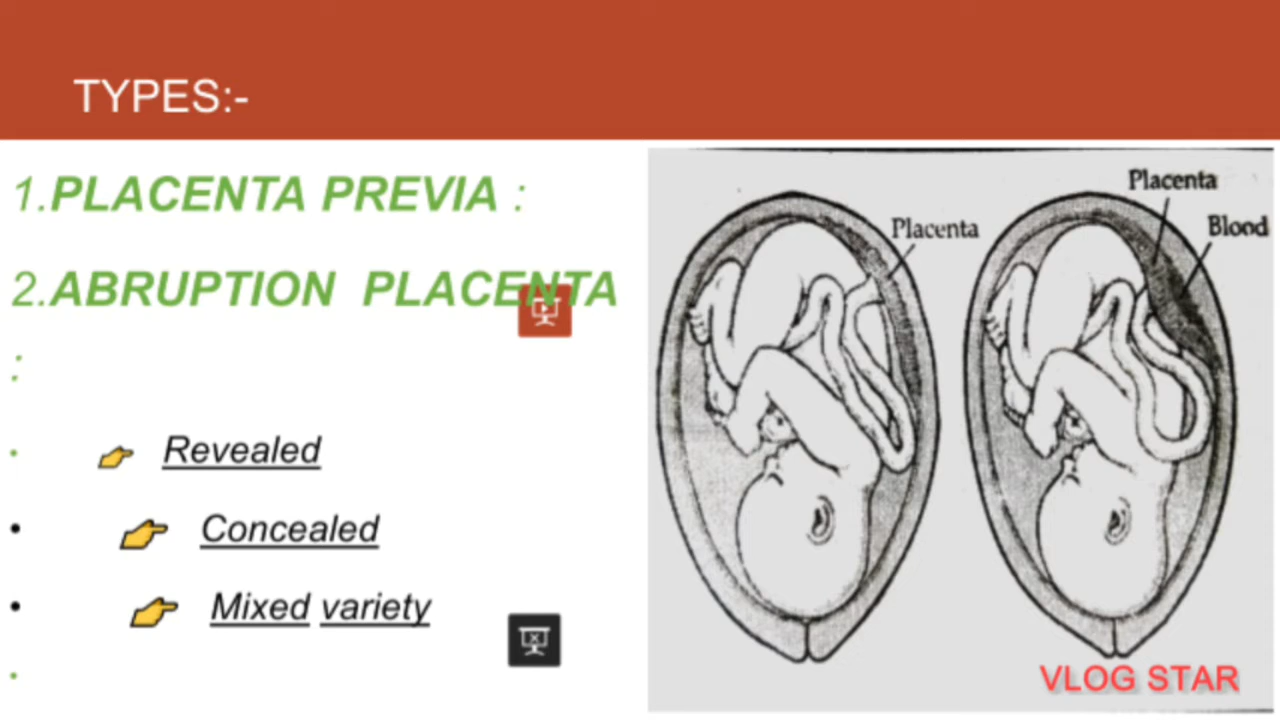 TYPES:-
1.PLACENTA PREVIA :
2.ABRUPTION PLACENTA
:
Revealed
Concealed
Mixed variety
Placenta
Placenta
Blood
VLOG STAR